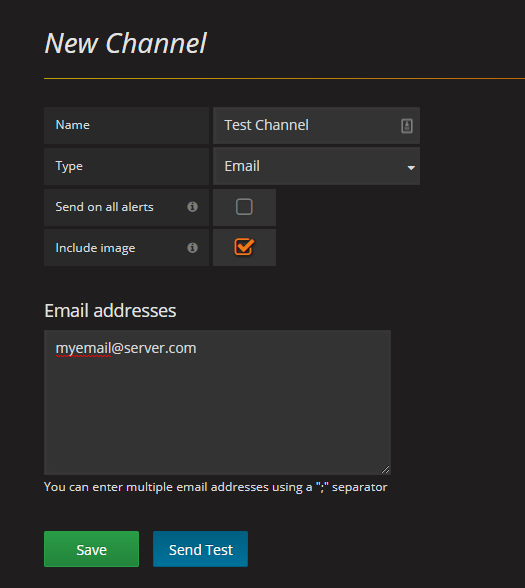 New Channel
Name Test Channel
Type Email
Send on all alerts
Include image
Email addresses
myemail@server.com
You can enter multiple email addresses using a ";" separator
Save Send Test